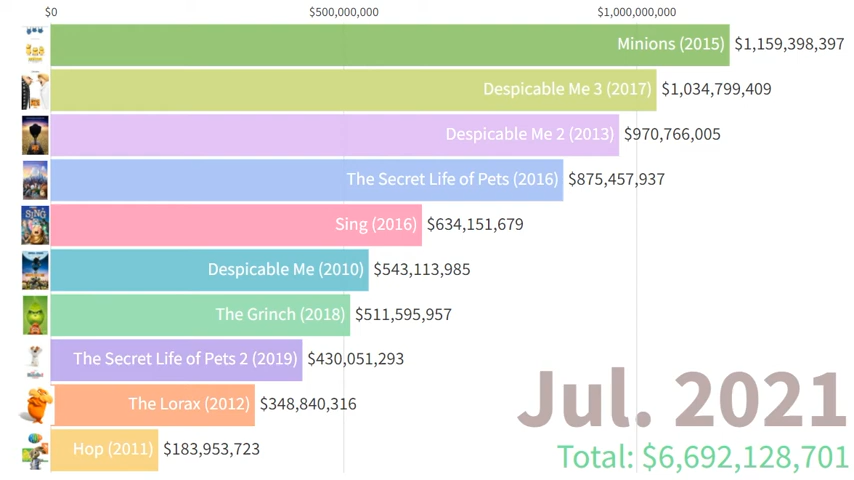 $0 $500,000,000 $1,000,000,000
Minions (2015) $1,159,398,397
Despicable Me 3 (2017) $1,034,799,409
Despicable Me 2 (2013) $970,766,005
The Secret Life of Pets (2016) $875,457,937
SING
Sing (2016) $634,151,679
Despicable Me (2010) $543,113,985
The Grinch (2018) $511,595,957
The Secret Life of Pets 2 (2019) $430,051,293
The Lorax (2012) $348,840,316
Hop (2011) $183,953,723
Jul. 2021
Total: $6,692,128,701